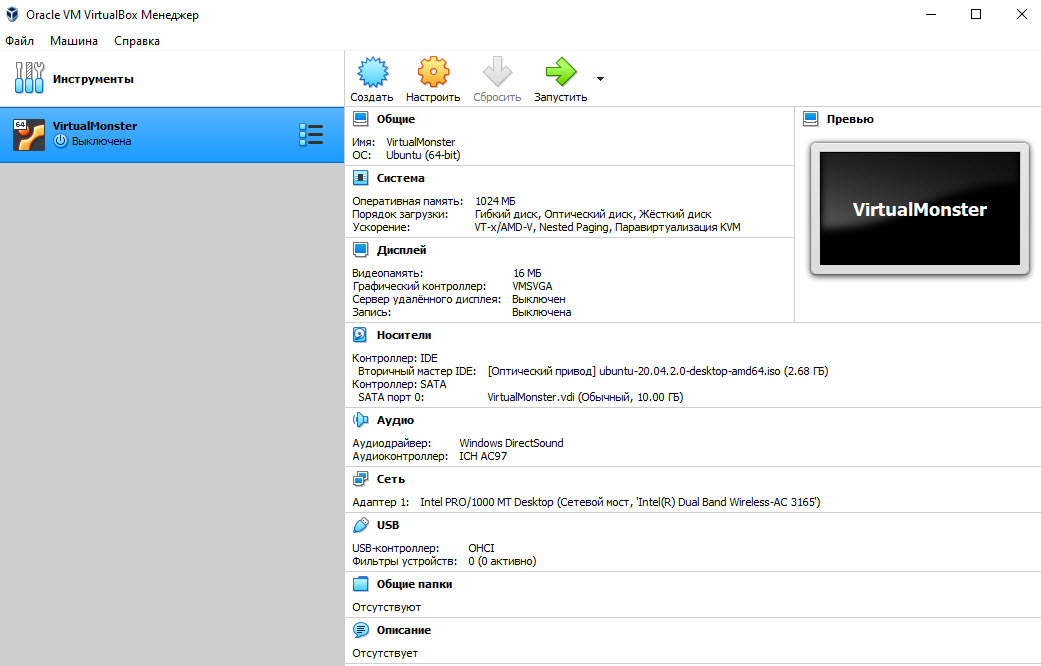 Oracle VM VirtualBox Менеджер
Файл Машина Справка
Инструменты
Создать Настроить Сбросить Запустить
64
VirtualMonster
Выключена
Общие
Имя: VirtualMonster
ОС: Ubuntu (64-bit)
Превью
VirtualMonster
Система
Оперативная память: 1024 МБ
Порядок загрузки: Гибкий диск, Оптический диск, Жёсткий диск
Ускорение: VT-x/AMD-V, Nested Paging, Паравиртуализация KVM
Дисплей
Видеопамять: 16 МБ
Графический контроллер: VMSVGA
Сервер удалённого дисплея: Выключен
Запись: Выключена
Носители
Контроллер: IDE
Вторичный мастер IDE: [Оптический привод] ubuntu-20.04.2.0-desktop-amd64.iso (2.68 ГБ)
Контроллер: SATA
SATA порт 0: VirtualMonster.vdi (Обычный, 10.00 ГБ)
Аудио
Аудиодрайвер: Windows DirectSound
Аудиоконтроллер: ICH AC97
Сеть
Адаптер 1: Intel PRO/1000 MT Desktop (Сетевой мост, 'Intel(R) Dual Band Wireless-AC 3165')
USB
USB-контроллер: OHCI
Фильтры устройств: 0 (0 активно)
Общие папки
Отсутствуют
Описание
Отсутствует